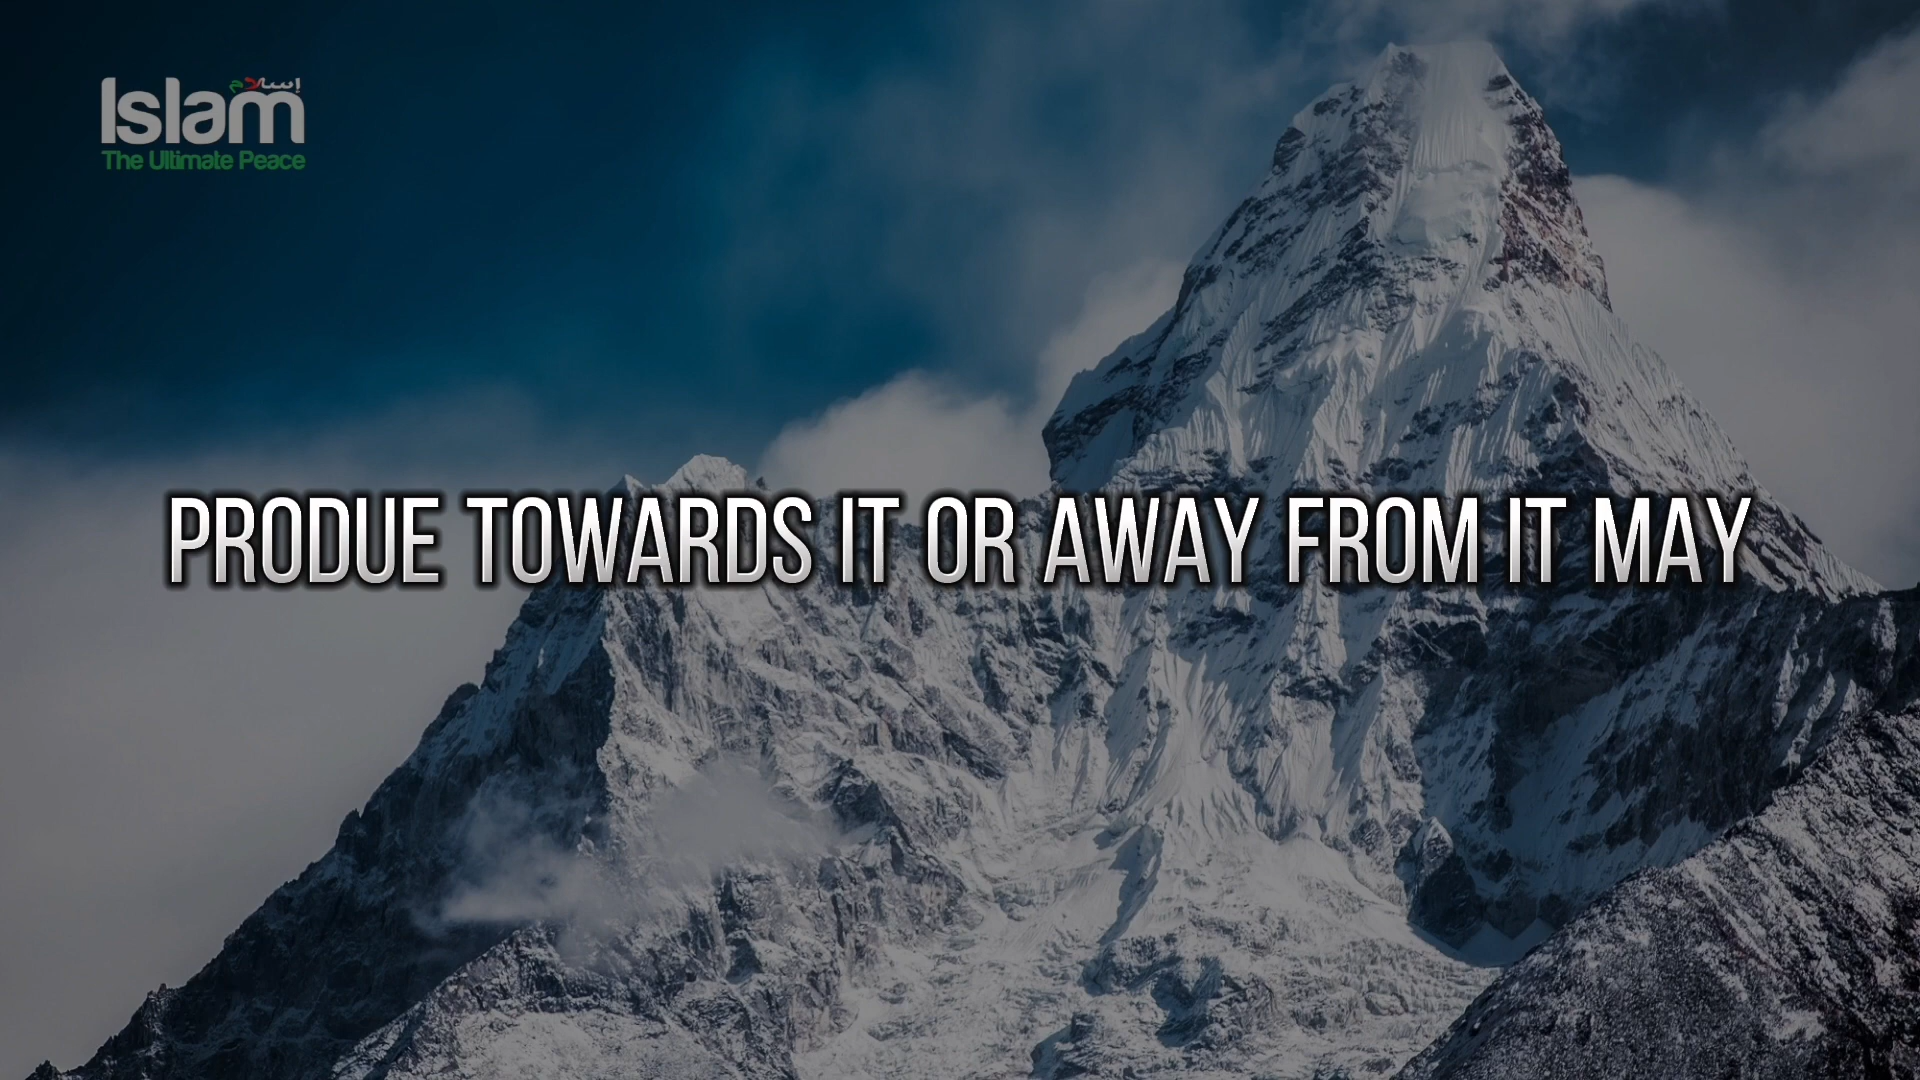 إسلام
Islam
The Ultimate Peace
PRODUE TOWARDS IT OR AWAY FROM IT MAY